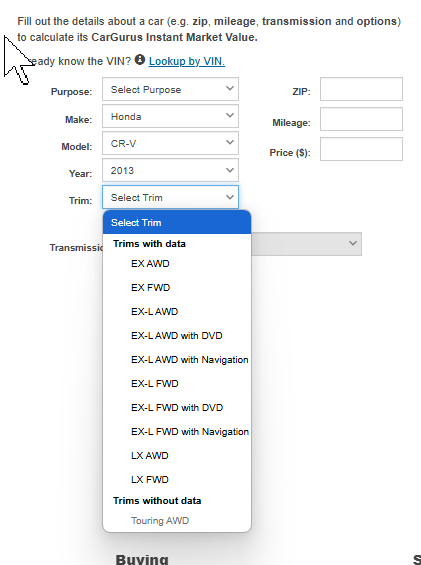 Fill out the details about a car (e.g. zip, mileage, transmission and options)
to calculate its CarGurus Instant Market Value.
eady know the VIN? Lookup by VIN.
Purpose: Select Purpose ZIP:
Make: Honda Mileage:
Model: CR-V Price ($):
Year: 2013
Trim: Select Trim
Select Trim
Trims with data
Transmissic
EX AWD
EX FWD
EX-L AWD
EX-L AWD with DVD
EX-L AWD with Navigation
EX-L FWD
EX-L FWD with DVD
EX-L FWD with Navigation
LX AWD
LX FWD
Trims without data
Touring AWD
Buying S